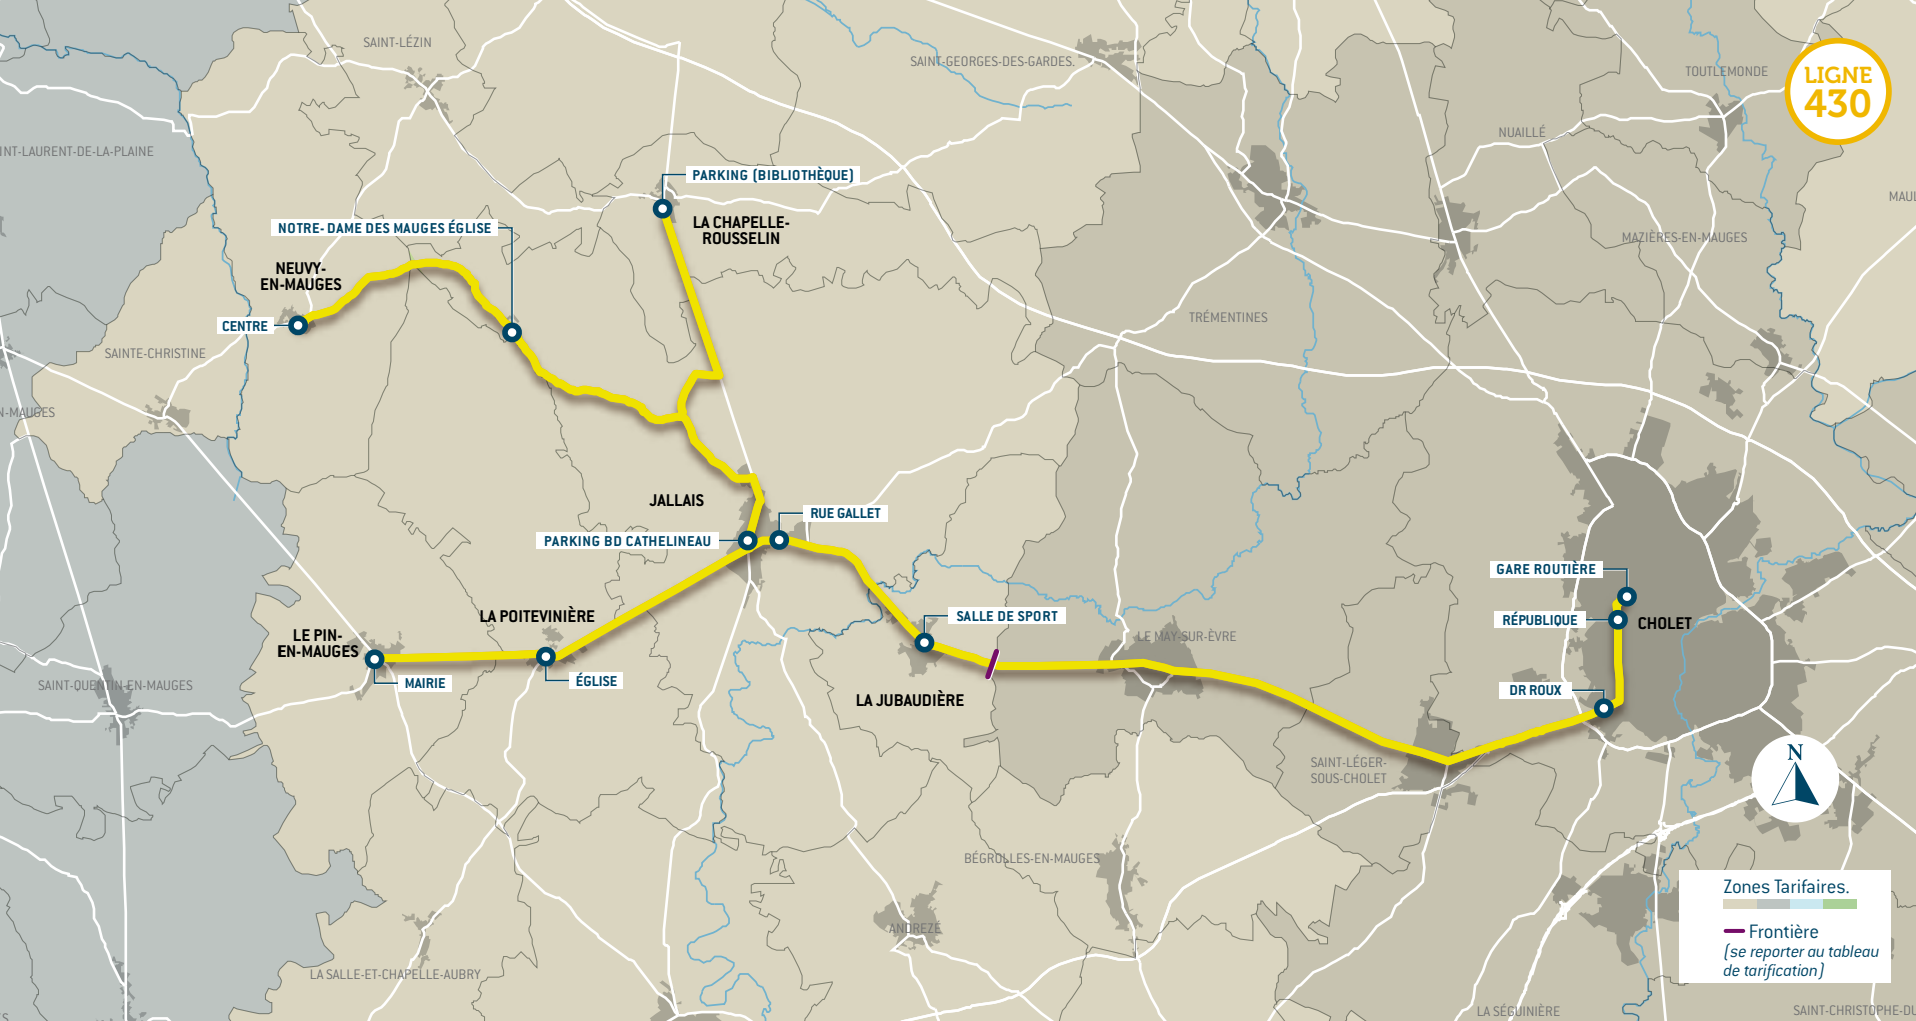 SAINT-LÉZIN
SAINT-GEORGES-DES-GARDES.
TOUTLEMONDE
LIGNE
430
NUAILLÉ
INT-LAURENT-DE-LA-PLAINE
PARKING (BIBLIOTHÈQUE)
MAUL
LA CHAPELLE-
ROUSSELIN
NOTRE- DAME DES MAUGES ÉGLISE
MAZIÈRES-EN-MAUGES
NEUVY-
EN-MAUGES
CENTRE
TRÉMENTINES
SAINTE-CHRISTINE
N-MAUGES
JALLAIS
RUE GALLET
PARKING BD CATHELINEAU
GARE ROUTIÈRE
RÉPUBLIQUE
CHOLET
LA POITEVINIÈRE
SALLE DE SPORT
LE PIN-
EN-MAUGES
LE MAY-SUR-ÈVRE
MAIRIE
ÉGLISE
SAINT-QUENTIN-EN-MAUGES
DR ROUX
LA JUBAUDIÈRE
N
SAINT-LÉGER-
SOUS-CHOLET
BÉGROLLES-EN-MAUGES
Zones Tarifaires.
Frontière
(se reporter au tableau
de tarification)
ANDREZÉ
LA SALLE-ET-CHAPELLE-AUBRY
LA SÉGUINIÈRE
SAINT-CHRISTOPHE-DU
S